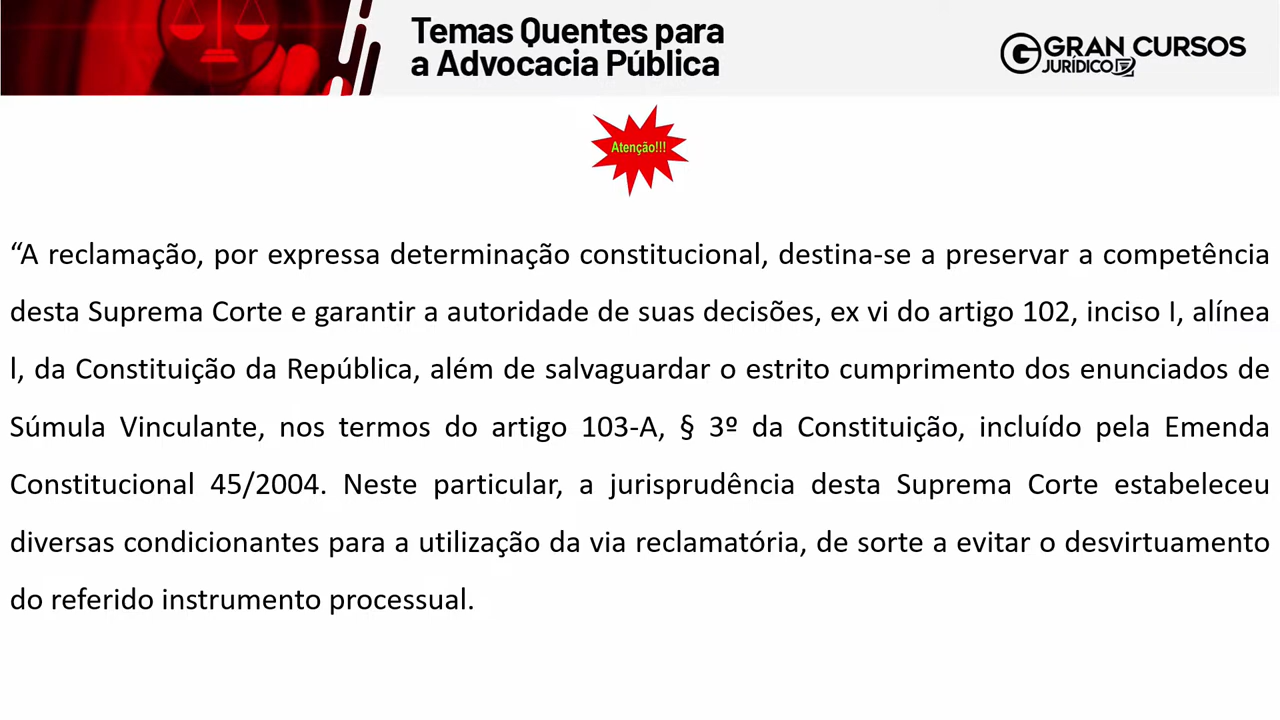 Temas Quentes para
a Advocacia Pública
GRAN CURSOS
JURÍDICO
Atenção!!!
“A reclamação, por expressa determinação constitucional, destina-se a preservar a competência
desta Suprema Corte e garantir a autoridade de suas decisões, ex vi do artigo 102, inciso I, alínea
l, da Constituição da República, além de salvaguardar o estrito cumprimento dos enunciados de
Súmula Vinculante, nos termos do artigo 103-A, § 3º da Constituição, incluído pela Emenda
Constitucional 45/2004. Neste particular, a jurisprudência desta Suprema Corte estabeleceu
diversas condicionantes para a utilização da via reclamatória, de sorte a evitar o desvirtuamento
do referido instrumento processual.